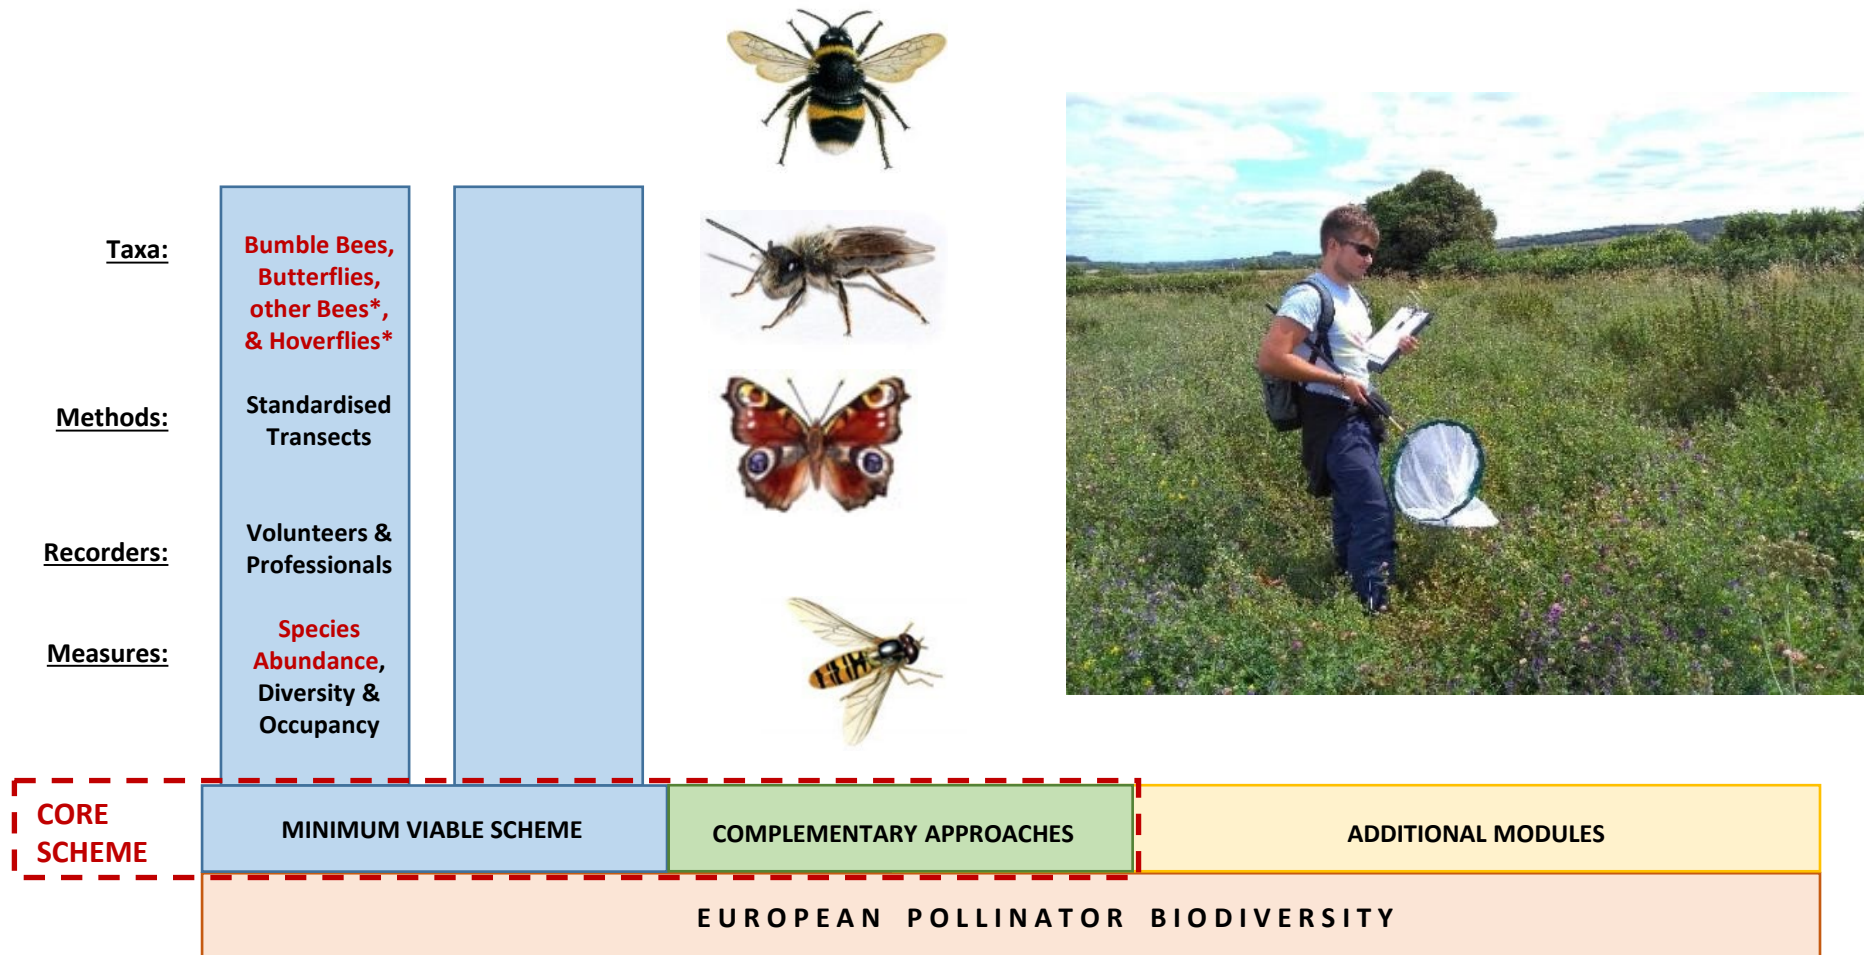 Taxa:
Bumble Bees,
Butterflies,
other Bees*,
& Hoverflies*
Methods:
Standardised
Transects
Recorders:
Volunteers &
Professionals
Measures:
Species
Abundance,
Diversity &
Occupancy
CORE
SCHEME
MINIMUM VIABLE SCHEME
COMPLEMENTARY APPROACHES
ADDITIONAL MODULES
EUROPEAN POLLINATOR BIODIVERSITY